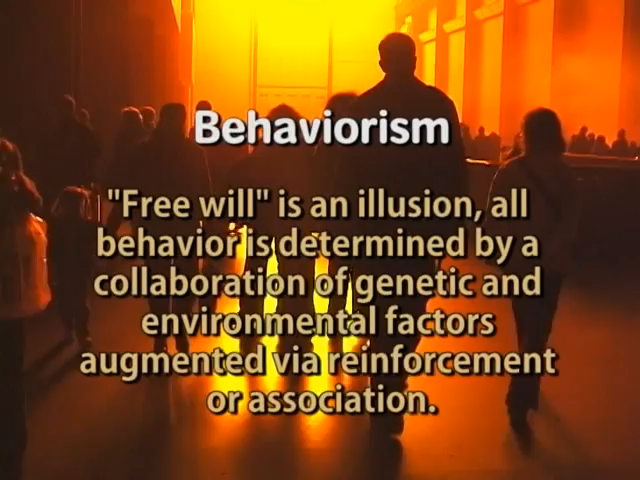 Behaviorism
"Free will" is an illusion, all
behavior is determined by a
collaboration of genetic and
environmental factors
augmented via reinforcement
or association.